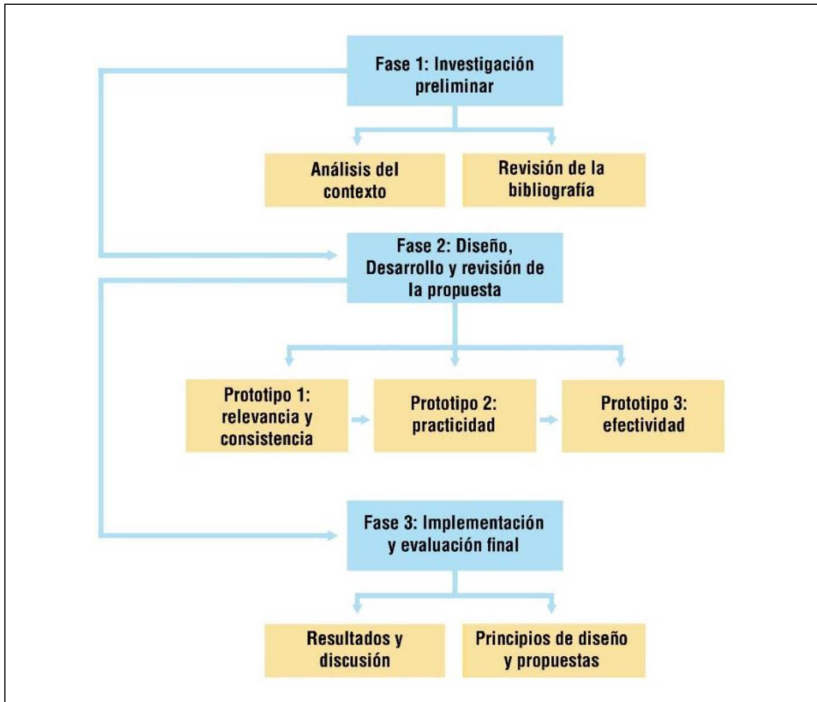 Fase 1: Investigación
preliminar
Análisis del
contexto
Revisión de la
bibliografía
Fase 2: Diseño,
Desarrollo y revisión de
la propuesta
Prototipo 1:
relevancia y
consistencia
Prototipo 2:
practicidad
Prototipo 3:
efectividad
Fase 3: Implementación
y evaluación final
Resultados y
discusión
Principios de diseño
y propuestas